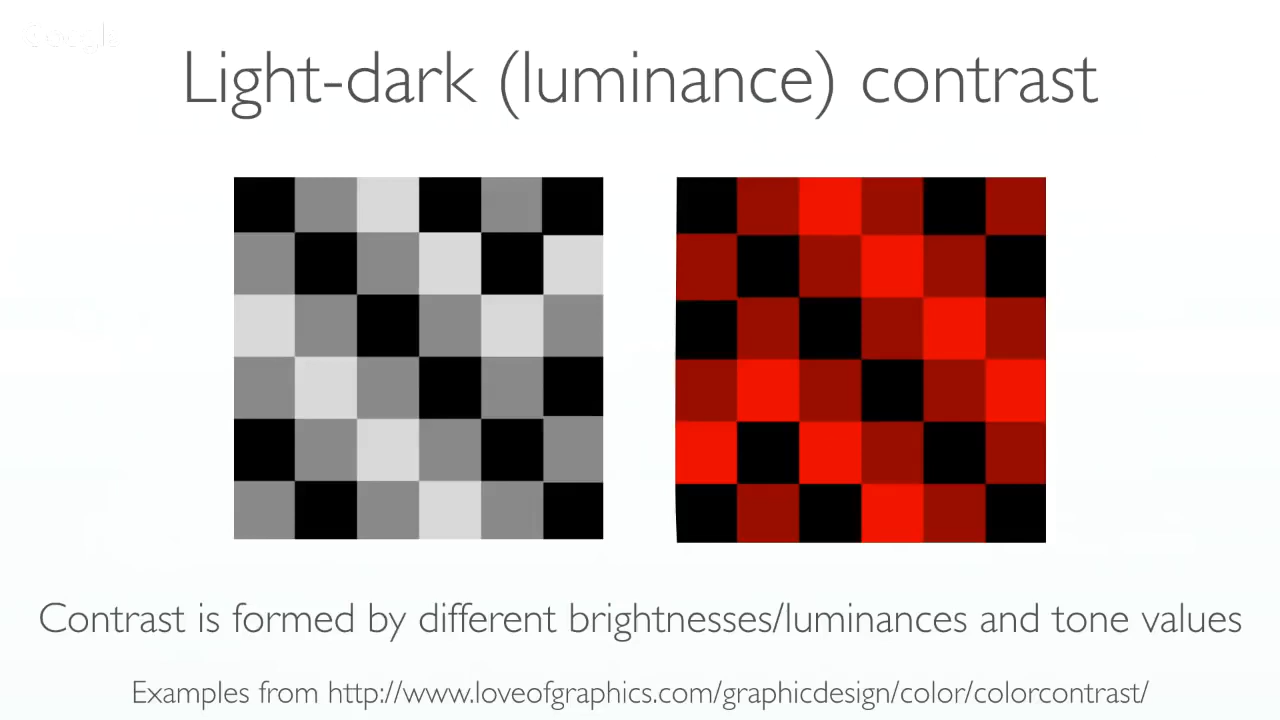 Google
Light-dark (luminance) contrast
Contrast is formed by different brightnesses/luminances and tone values
Examples from http://www.loveofgraphics.com/graphicdesign/color/colorcontrast/